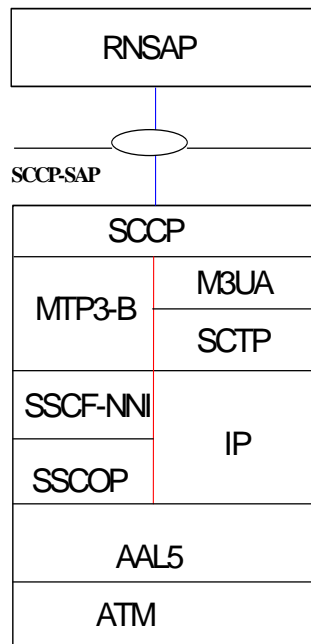 RNSAP
SCCP-SAP
SCCP
MTP3-B
M3UA
SCTP
SSCF-NNI
SSCOP
IP
AAL5
ATM